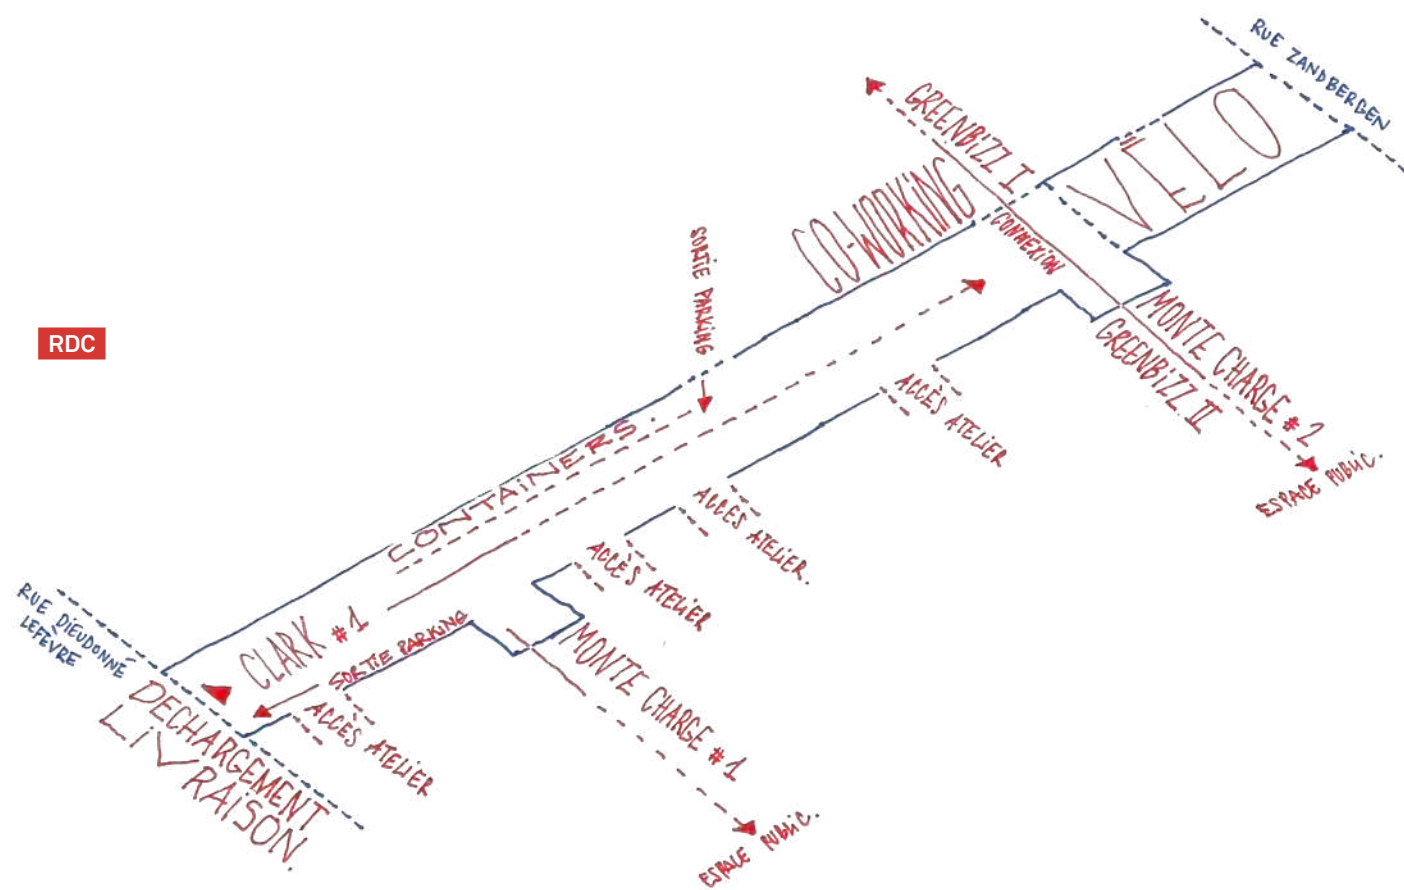 RUE ZANDBERGEN
GREENBIZZ I
VÉLO
CO-WORKING
CONNEXION
SORTIE PARKING
RDC
MONTE CHARGE #2
GREENBIZZ II
ESPACE PUBLIC.
ACCÈS ATELIER
CONTAINERS.
ACCÈS ATELIER.
ACCÈS ATELIER
RUE DIEUDONNÉ
LEFÈVRE
CLARK #1
SORTIE PARKING
MONTE CHARGE #1
ACCÈS ATELIER
DECHARGEMENT
LIVRAISON.
ESPACE PUBLIC.